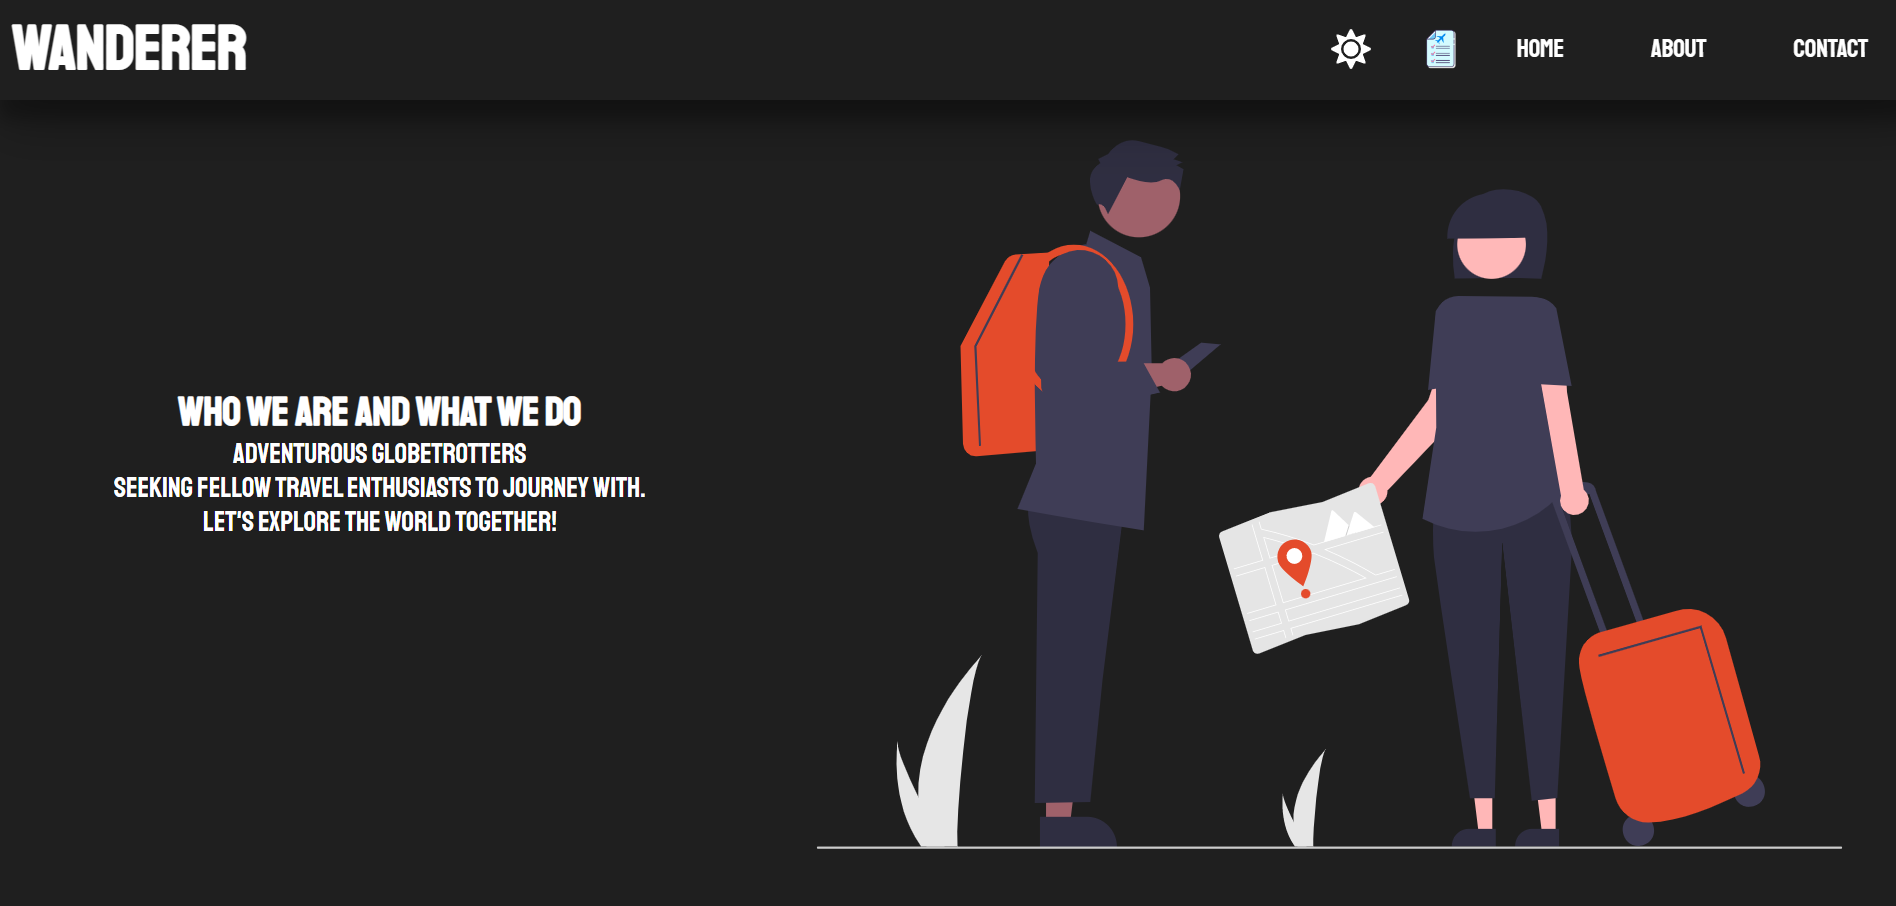 WANDERER
HOME
ABOUT
CONTACT
WHO WE ARE AND WHAT WE DO
ADVENTUROUS GLOBETROTTERS
SEEKING FELLOW TRAVEL ENTHUSIASTS TO JOURNEY WITH.
LET'S EXPLORE THE WORLD TOGETHER!